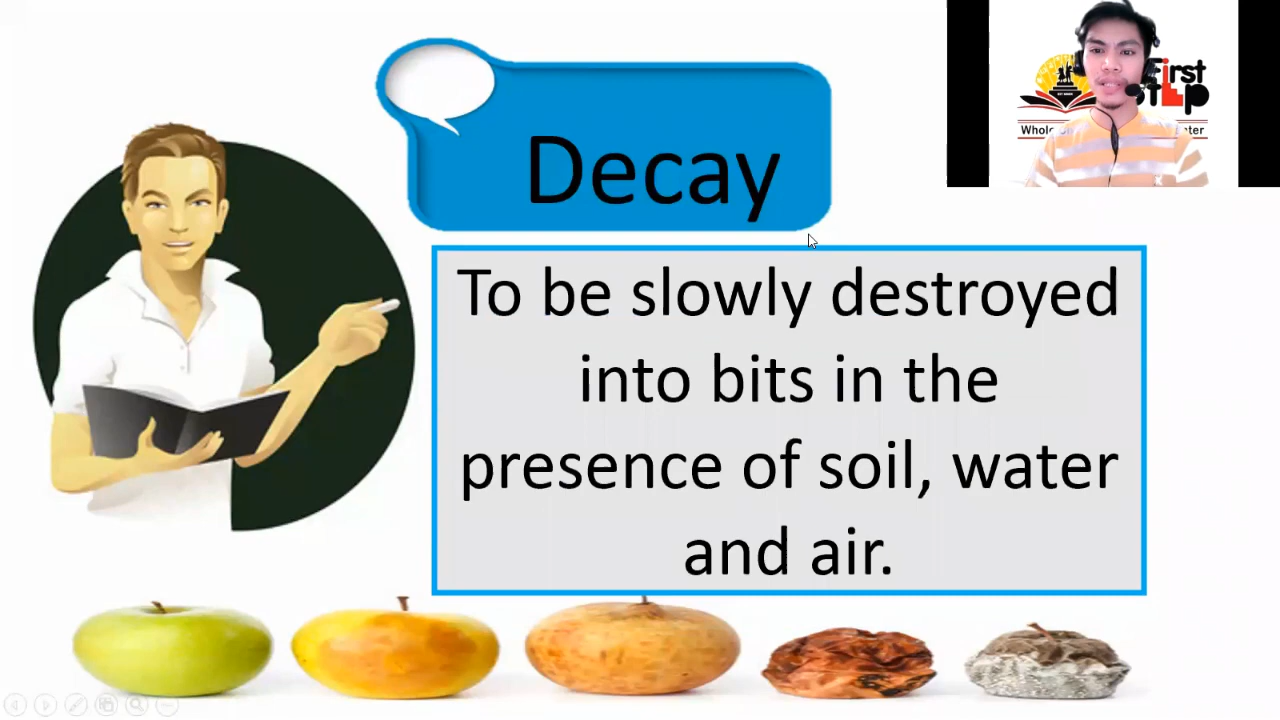 Decay
To be slowly destroyed
into bits in the
presence of soil, water
and air.
First
Step